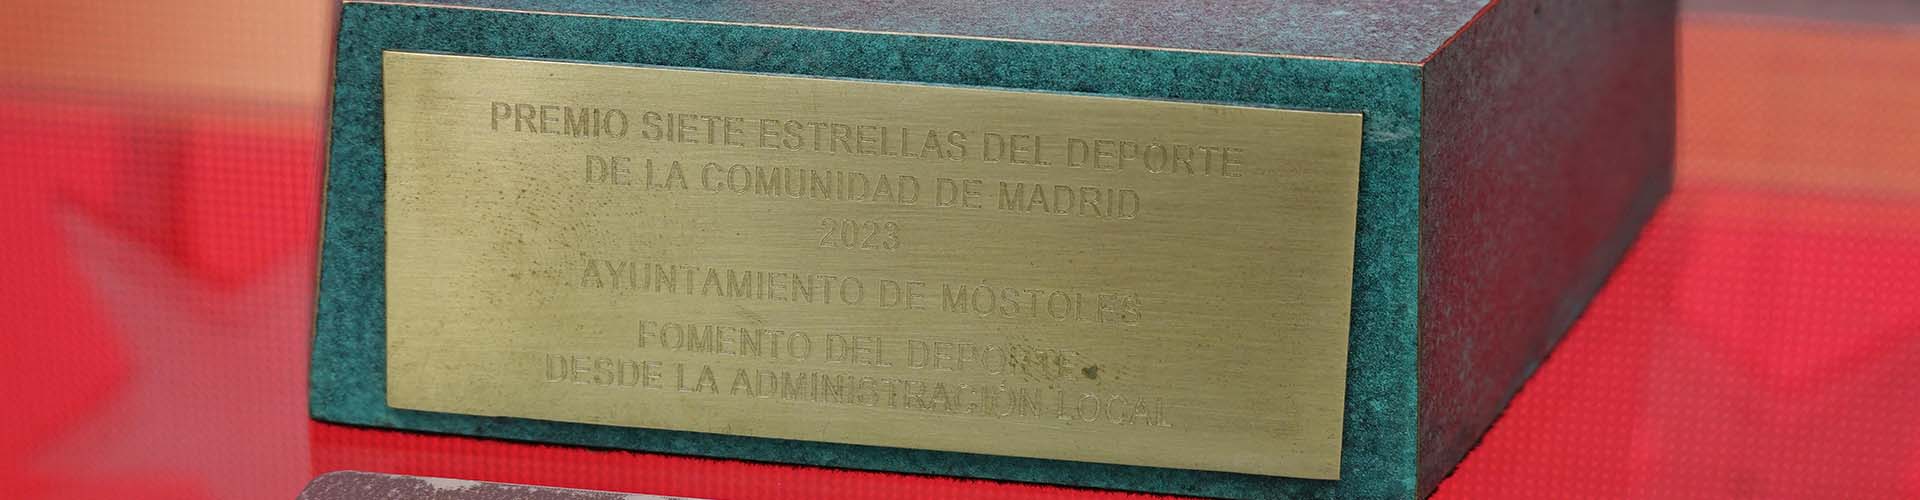 PREMIO SIETE ESTRELLAS DEL DEPORTE
DE LA COMUNIDAD DE MADRID
2023
AYUNTAMIENTO DE MÓSTOLES
FOMENTO DEL DEPORTE
DESDE LA ADMINISTRACIÓN LOCAL